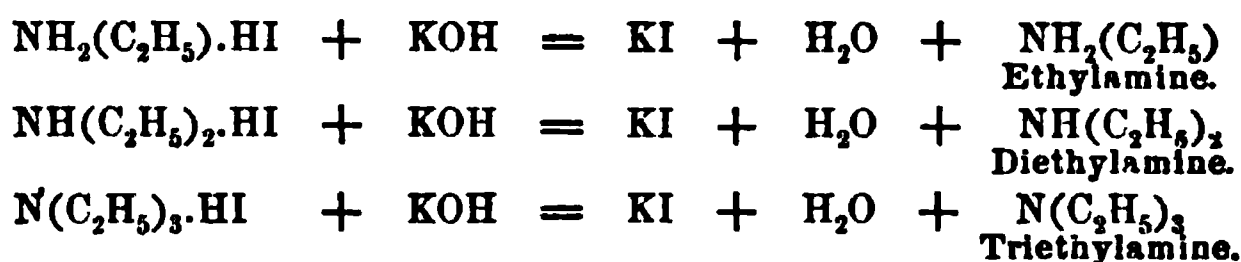 NH₂(C₂H₅).HI + KOH = KI + H₂O + NH₂(C₂H₅)
Ethylamine.
NH(C₂H₅)₂.HI + KOH = KI + H₂O + NH(C₂H₅)₂
Diethylamine.
N(C₂H₅)₃.HI + KOH = KI + H₂O + N(C₂H₅)₃
Triethylamine.